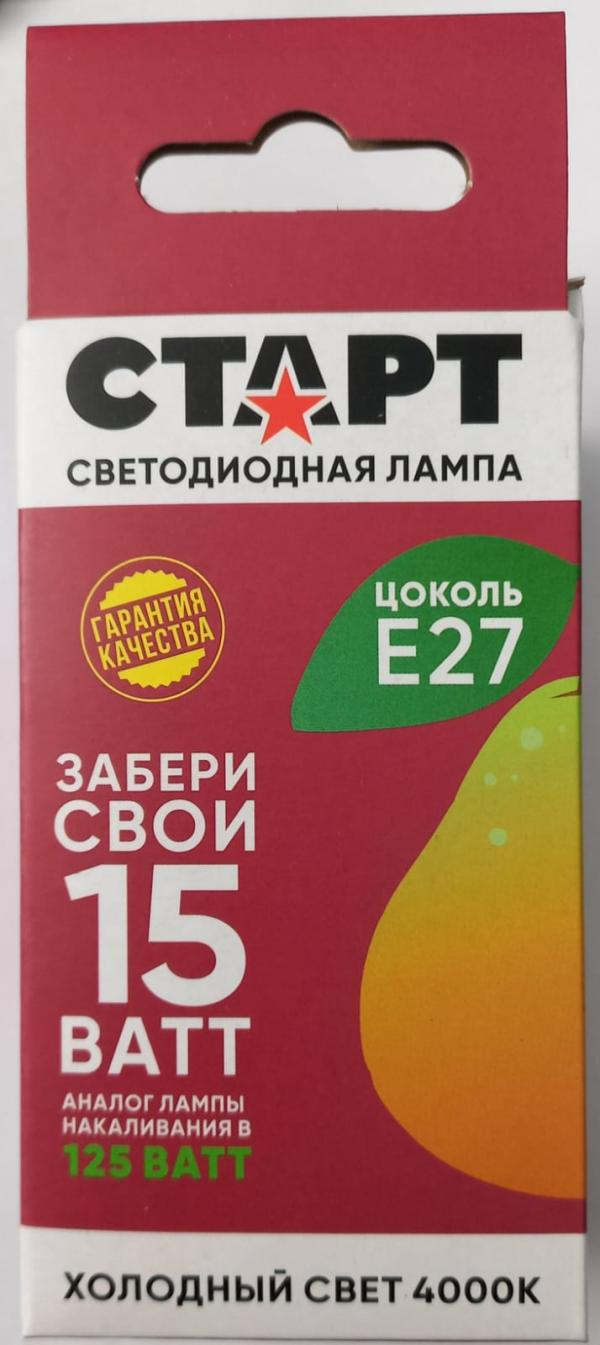 СТАРТ
СВЕТОДИОДНАЯ ЛАМПА
ГАРАНТИЯ
КАЧЕСТВА
ЦОКОЛЬ
E27
ЗАБЕРИ
СВОИ
15
ВАТТ
АНАЛОГ ЛАМПЫ
НАКАЛИВАНИЯ В
125 ВАТТ
ХОЛОДНЫЙ СВЕТ 4000К